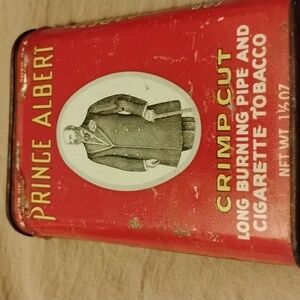 PRINCE ALBERT
CRIMP CUT
LONG BURNING PIPE AND
CIGARETTE TOBACCO
NET WT. 1½ OZ